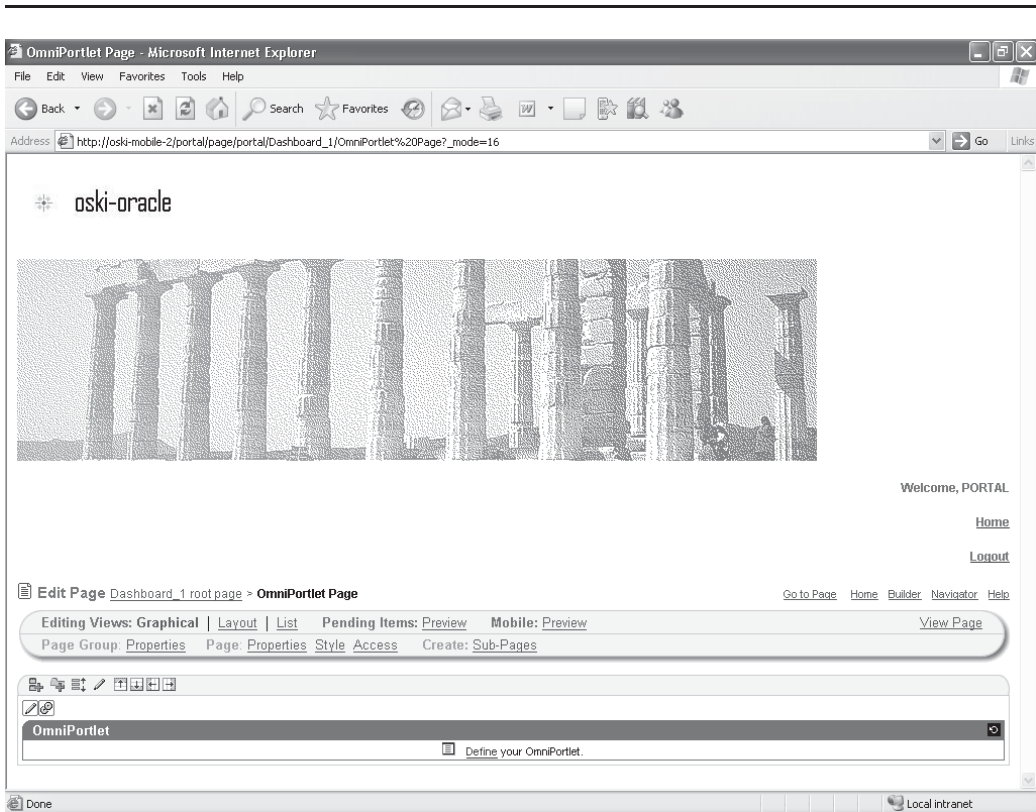 OmniPortlet Page - Microsoft Internet Explorer
File Edit View Favorites Tools Help
Back Search Favorites
Address http://oski-mobile-2/portal/page/portal/Dashboard_1/OmniPortlet%20Page?_mode=16 Go Links
oski-oracle
Welcome, PORTAL
Home
Logout
Edit Page Dashboard_1 root page > OmniPortlet Page Go to Page Home Builder Navigator Help
Editing Views: Graphical | Layout | List Pending Items: Preview Mobile: Preview View Page
Page Group: Properties Page: Properties Style Access Create: Sub-Pages
OmniPortlet
Define your OmniPortlet.
Done Local intranet